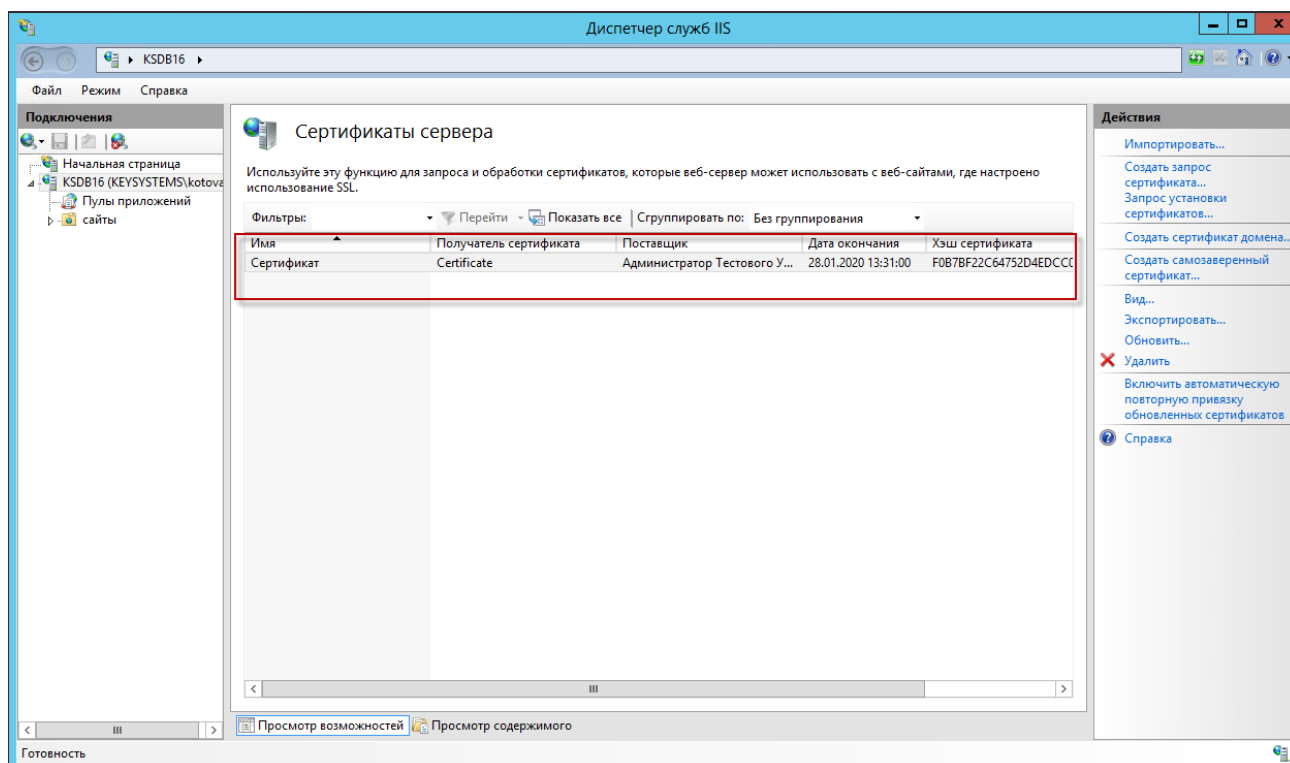 Диспетчер служб IIS
KSDB16
Файл Режим Справка
Подключения
Начальная страница
KSDB16 (KEYSYSTEMS\kotova
Пулы приложений
сайты
Сертификаты сервера
Используйте эту функцию для запроса и обработки сертификатов, которые веб-сервер может использовать с веб-сайтами, где настроено
использование SSL.
Фильтры: Перейти Показать все Сгруппировать по: Без группирования
Имя Получатель сертификата Поставщик Дата окончания Хэш сертификата
Сертификат Certificate Администратор Тестового У... 28.01.2020 13:31:00 F0B7BF22C64752D4EDCC
Просмотр возможностей Просмотр содержимого
Действия
Импортировать...
Создать запрос
сертификата...
Запрос установки
сертификатов...
Создать сертификат домена..
Создать самозаверенный
сертификат...
Вид...
Экспортировать...
Обновить...
Удалить
Включить автоматическую
повторную привязку
обновленных сертификатов
Справка
Готовность